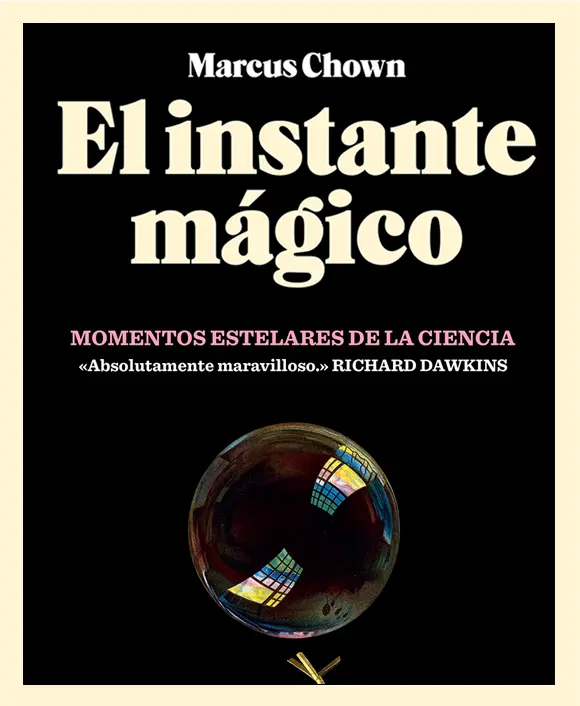 Marcus Chown
El instante
mágico
MOMENTOS ESTELARES DE LA CIENCIA
«Absolutamente maravilloso.» RICHARD DAWKINS